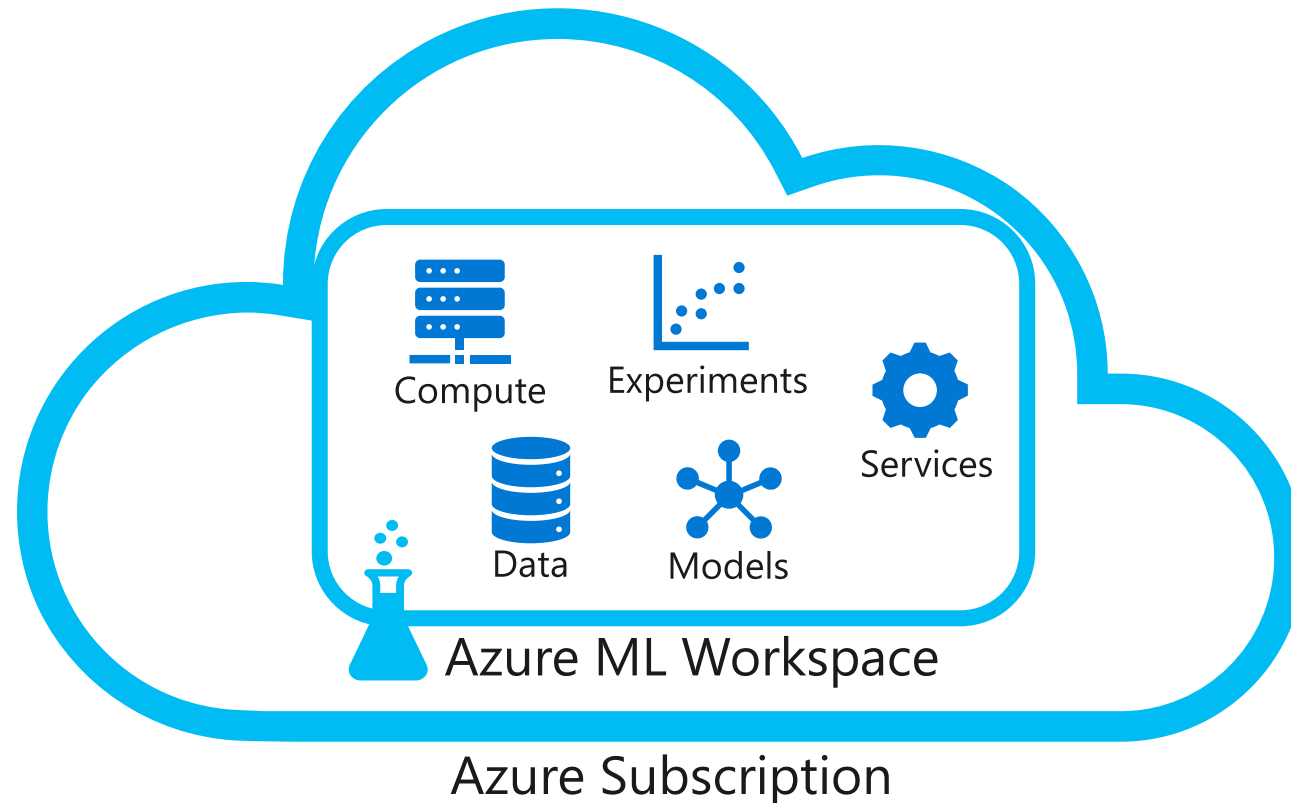 Compute
Experiments
Services
Data
Models
Azure ML Workspace
Azure Subscription